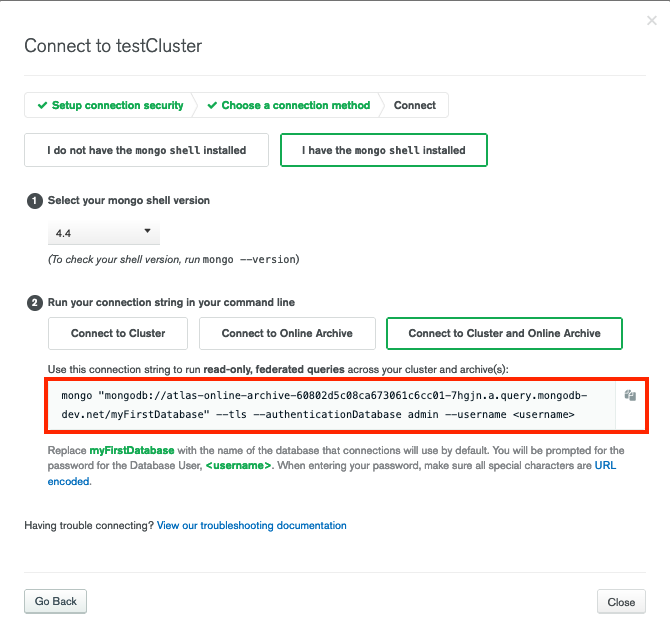 Connect to testCluster
Setup connection security
Choose a connection method
Connect
I do not have the mongo shell installed
I have the mongo shell installed
1 Select your mongo shell version
4.4
(To check your shell version, run mongo --version)
2 Run your connection string in your command line
Connect to Cluster
Connect to Online Archive
Connect to Cluster and Online Archive
Use this connection string to run read-only, federated queries across your cluster and archive(s):
mongo "mongodb://atlas-online-archive-60802d5c08ca673061c6cc01-7hgjn.a.query.mongodb-
dev.net/myFirstDatabase" --tls --authenticationDatabase admin --username <username>
Replace myFirstDatabase with the name of the database that connections will use by default. You will be prompted for the
password for the Database User, <username>. When entering your password, make sure all special characters are URL
encoded.
Having trouble connecting? View our troubleshooting documentation
Go Back
Close